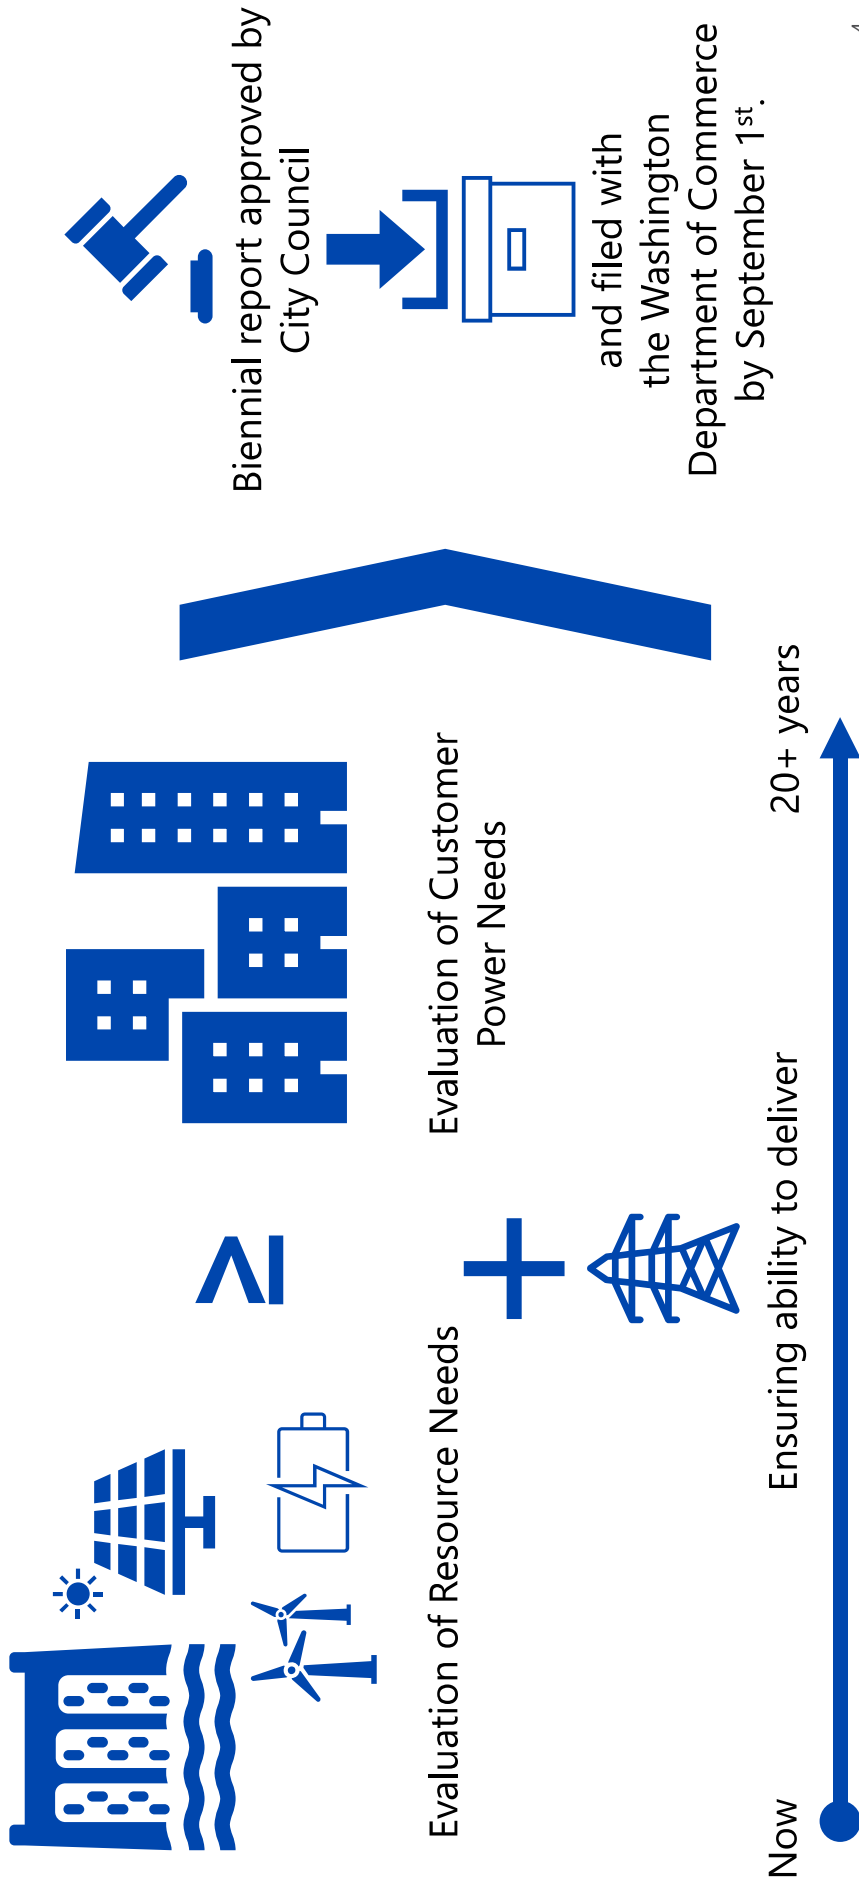 Evaluation of Resource Needs
≥
Evaluation of Customer
Power Needs
+
Ensuring ability to deliver
Now
20+ years
Biennial report approved by
City Council
and filed with
the Washington
Department of Commerce
by September 1st.